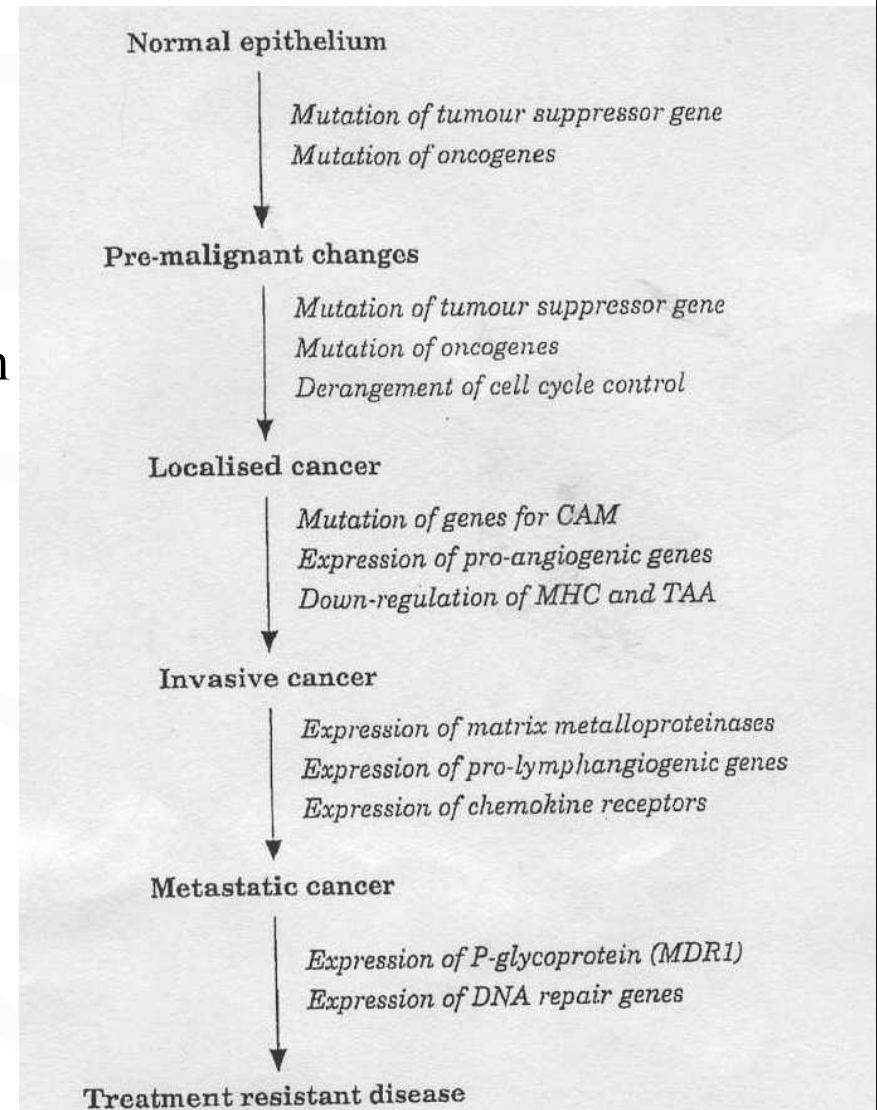 Normal epithelium
Mutation of tumour suppressor gene
Mutation of oncogenes
Pre-malignant changes
Mutation of tumour suppressor gene
Mutation of oncogenes
Derangement of cell cycle control
Localised cancer
Mutation of genes for CAM
Expression of pro-angiogenic genes
Down-regulation of MHC and TAA
Invasive cancer
Expression of matrix metalloproteinases
Expression of pro-lymphangiogenic genes
Expression of chemokine receptors
Metastatic cancer
Expression of P-glycoprotein (MDR1)
Expression of DNA repair genes
Treatment resistant disease